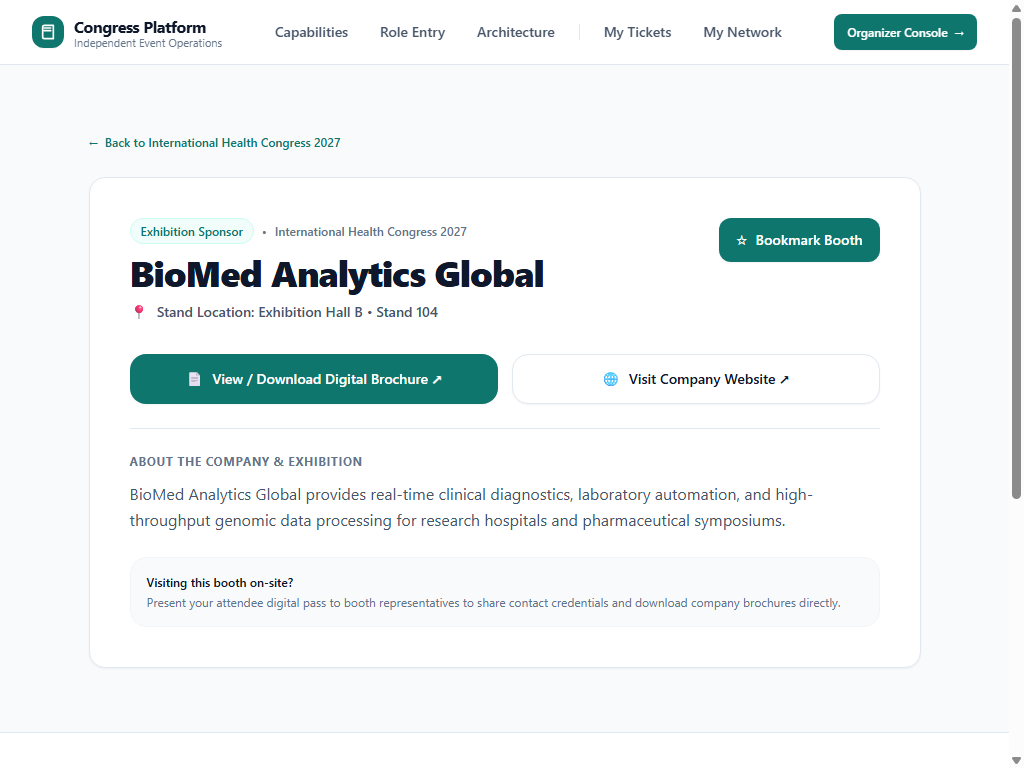 Congress Platform
Independent Event Operations
Capabilities
Role Entry
Architecture
My Tickets
My Network
Organizer Console →
← Back to International Health Congress 2027
Exhibition Sponsor • International Health Congress 2027
☆ Bookmark Booth
BioMed Analytics Global
Stand Location: Exhibition Hall B • Stand 104
View / Download Digital Brochure ↗
Visit Company Website ↗
ABOUT THE COMPANY & EXHIBITION
BioMed Analytics Global provides real-time clinical diagnostics, laboratory automation, and high-
throughput genomic data processing for research hospitals and pharmaceutical symposiums.
Visiting this booth on-site?
Present your attendee digital pass to booth representatives to share contact credentials and download company brochures directly.